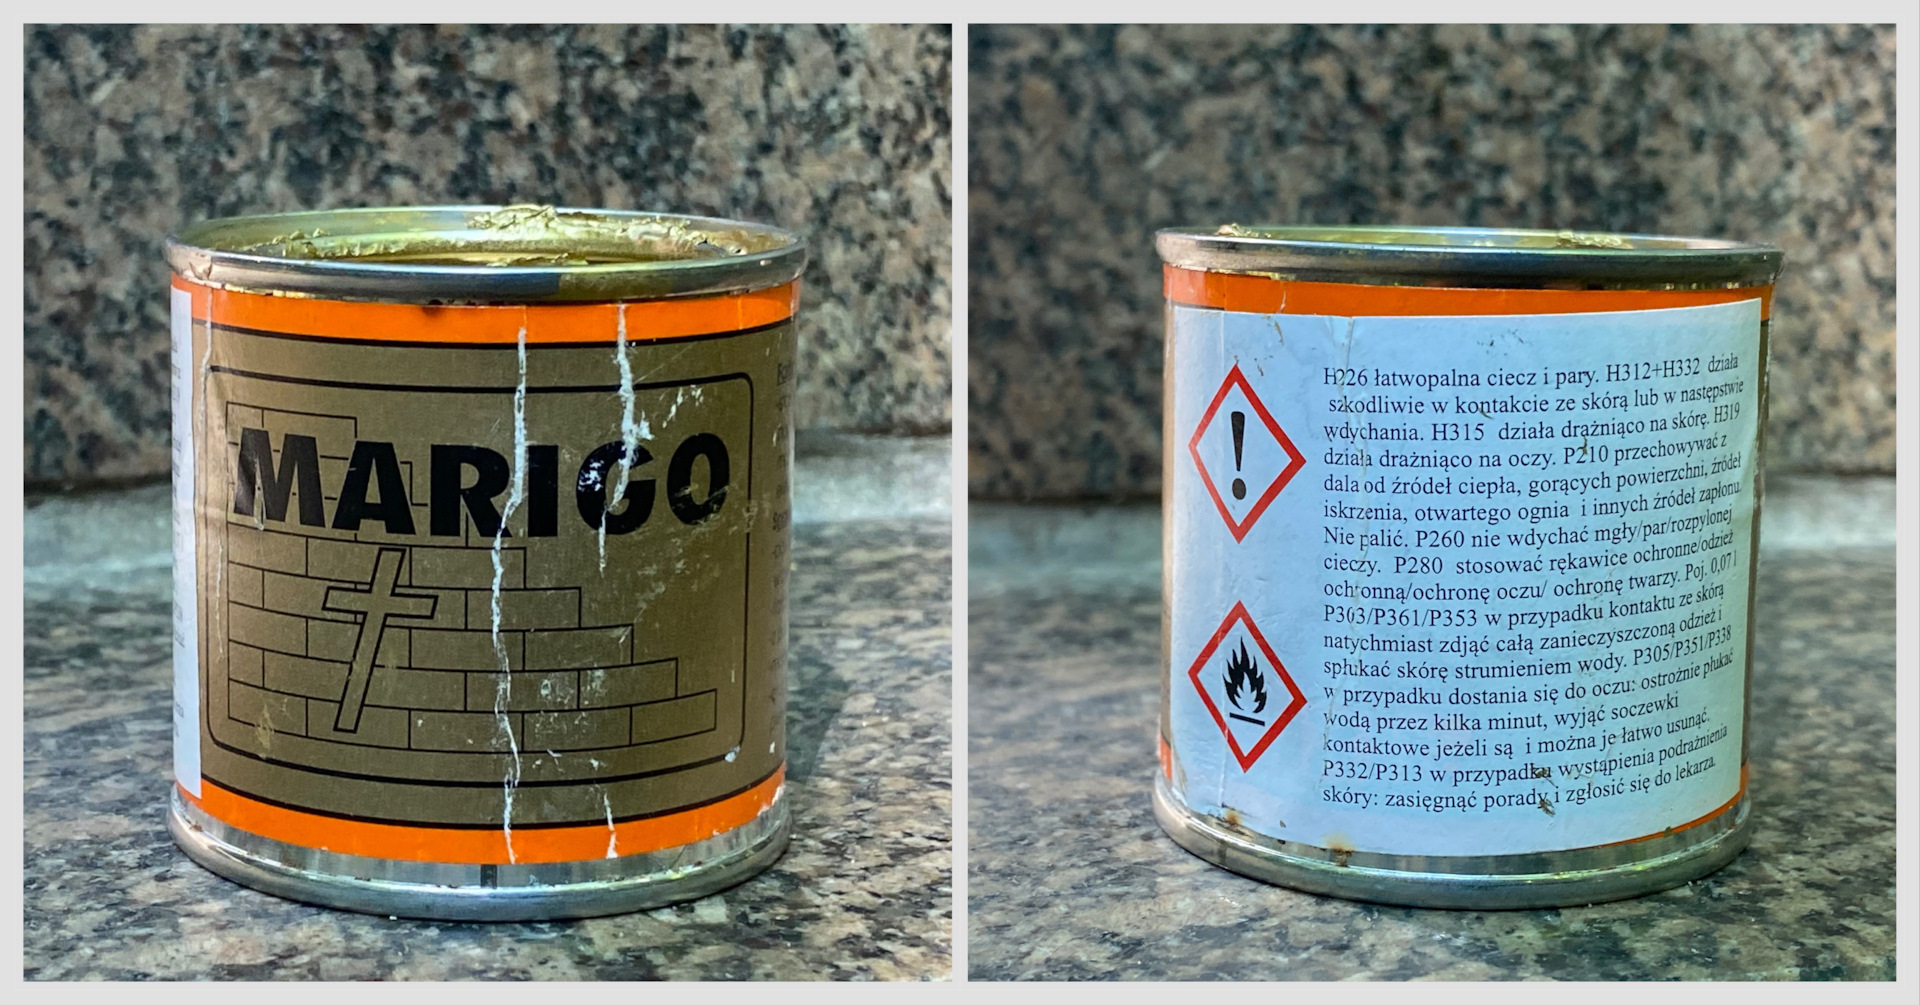 MARIGO
H226 łatwopalna ciecz i pary. H312+H332 działa
szkodliwie w kontakcie ze skórą lub w następstwie
wdychania. H315 działa drażniąco na skórę. H319
działa drażniąco na oczy. P210 przechowywać z
dala od źródeł ciepła, gorących powierzchni, źródeł
iskrzenia, otwartego ognia i innych źródeł zapłonu.
Nie palić. P260 nie wdychać mgły/par/rozpylonej
cieczy. P280 stosować rękawice ochronne/odzież
ochronną/ochronę oczu/ ochronę twarzy. Poj. 0,07 l
P303/P361/P353 w przypadku kontaktu ze skórą
natychmiast zdjąć całą zanieczyszczoną odzież i
spłukać skórę strumieniem wody. P305/P351/P338
w przypadku dostania się do oczu: ostrożnie płukać
wodą przez kilka minut, wyjąć soczewki
kontaktowe jeżeli są i można je łatwo usunąć.
P332/P313 w przypadku wystąpienia podrażnienia
skóry: zasięgnąć porady i zgłosić się do lekarza.